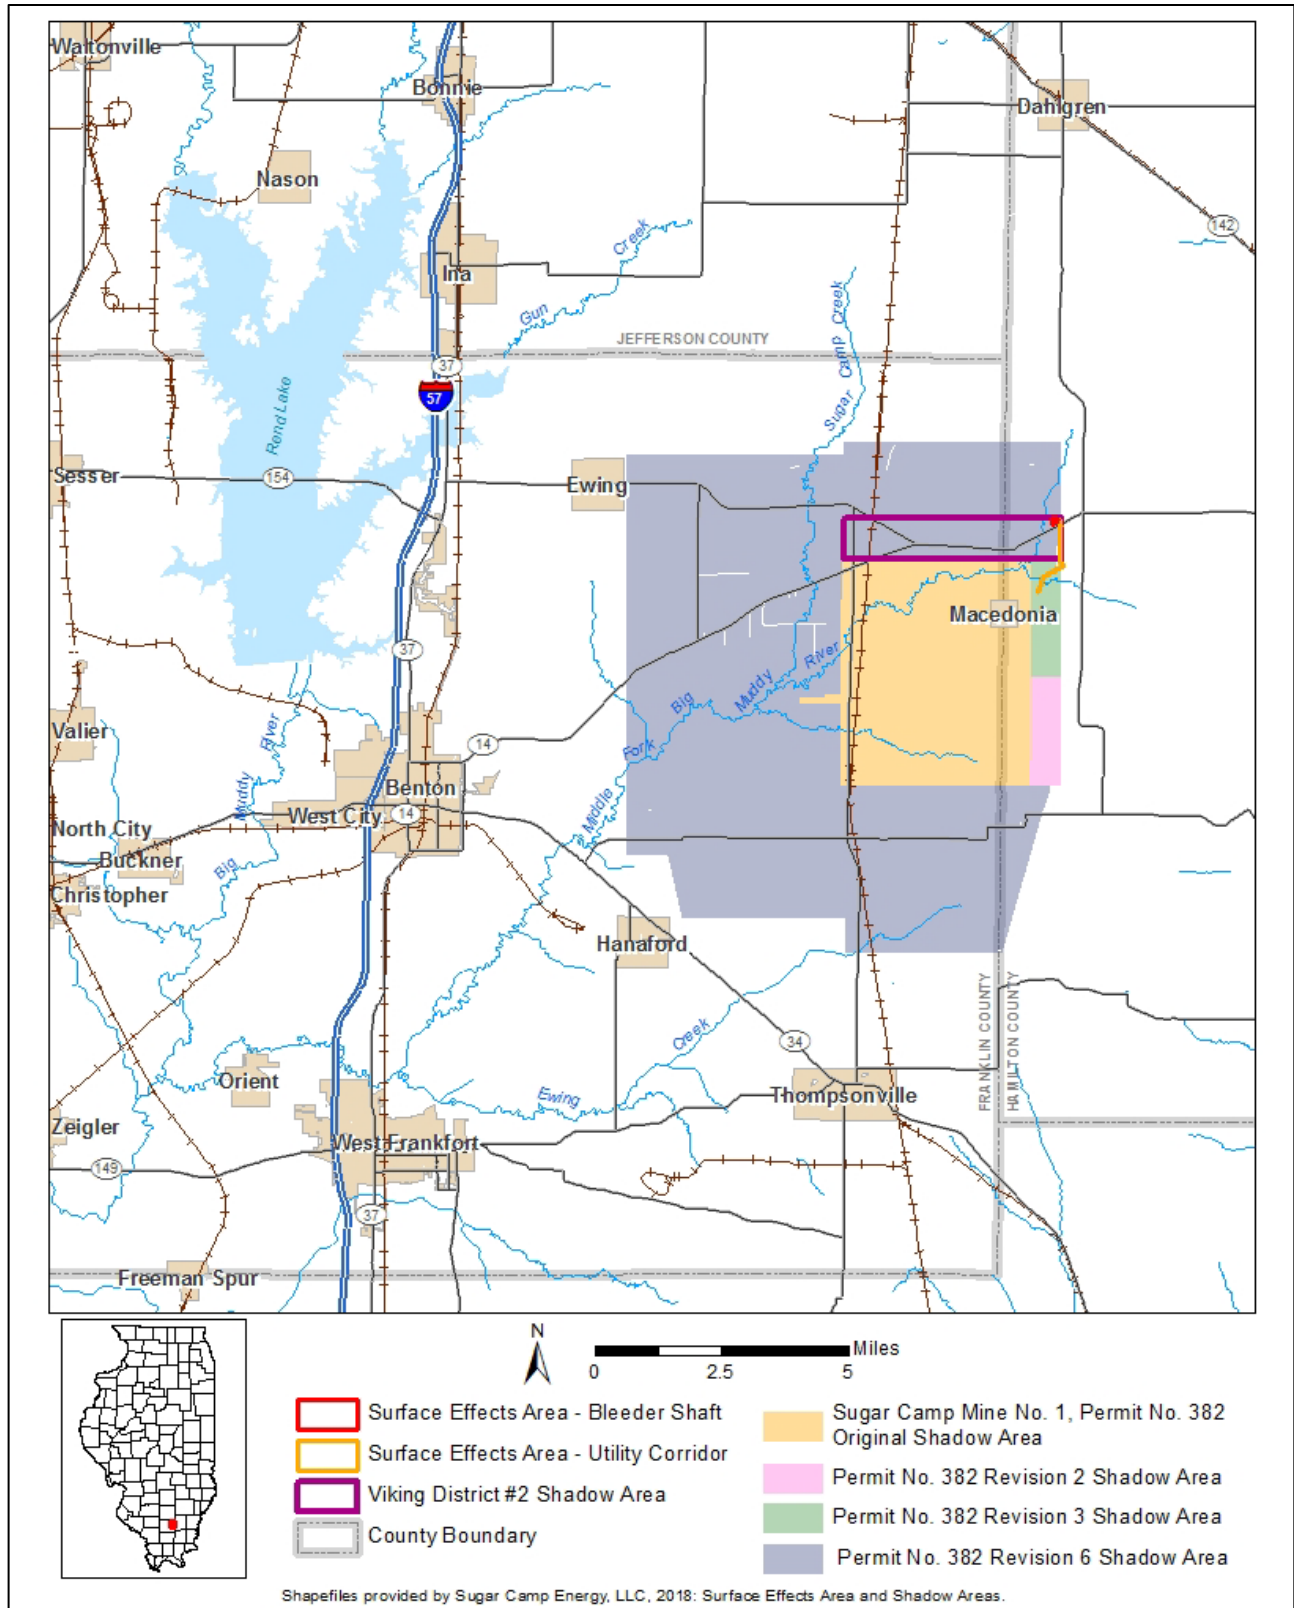 Waltonville
Bonnie
Dahlgren
Nason
142
Creek
Ina
Gun
Camp Creek
JEFFERSON COUNTY
37
57
Rend Lake
Sugar
Sesser
154
Ewing
Macedonia
37
River
Muddy
Big
Valier
River
14
Fork
Muddy
Benton
West City
14
Middle
North City
Buckner
Big
Christopher
Hanaford
FRANKLIN COUNTY
HAMILTON COUNTY
Creek
34
Orient
Ewing
Thompsonville
Zeigler
West Frankfort
149
37
Freeman Spur
N
Miles
0
2.5
5
Surface Effects Area - Bleeder Shaft
Surface Effects Area - Utility Corridor
Viking District #2 Shadow Area
County Boundary
Sugar Camp Mine No. 1, Permit No. 382
Original Shadow Area
Permit No. 382 Revision 2 Shadow Area
Permit No. 382 Revision 3 Shadow Area
Permit No. 382 Revision 6 Shadow Area
Shapefiles provided by Sugar Camp Energy, LLC, 2018: Surface Effects Area and Shadow Areas.